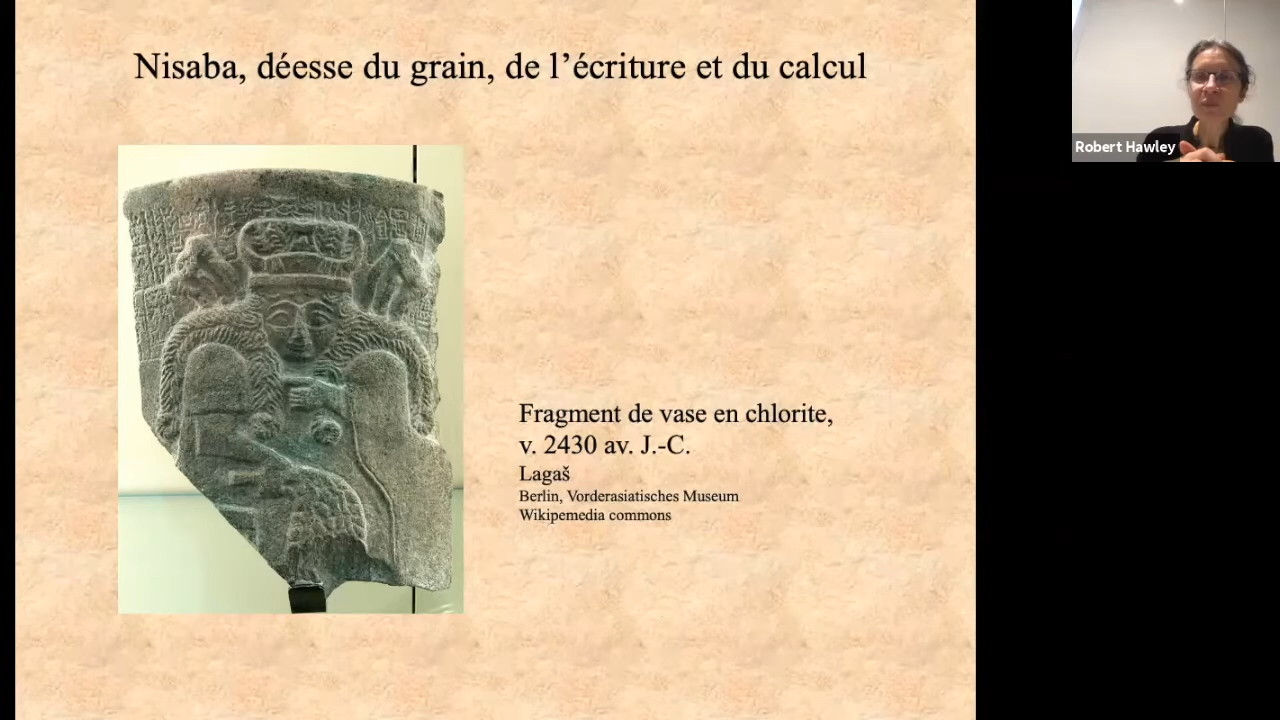 Nisaba, déesse du grain, de l’écriture et du calcul
Robert Hawley
Fragment de vase en chlorite,
v. 2430 av. J.-C.
Lagaš
Berlin, Vorderasiatisches Museum
Wikipemedia commons